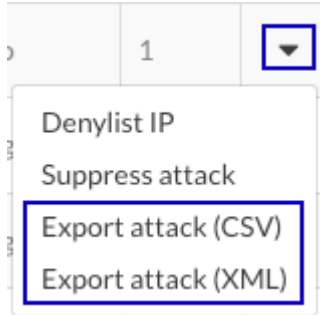 1
Denylist IP
Suppress attack
Export attack (CSV)
Export attack (XML)